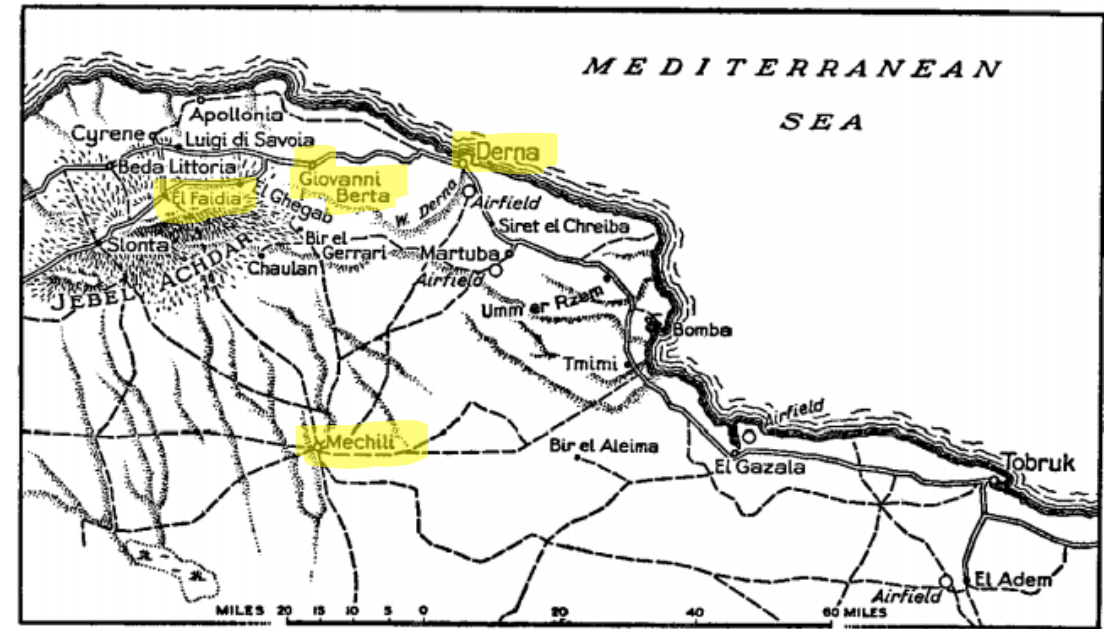 MEDITERRANEAN
SEA
Apollonia
Cyrene
Luigi di Savoia
Derna
Beda Littoria
Giovanni
Berta
El Faidia
El Ghegab
W. Derna
Airfield
Siret el Chreiba
Slonta
Bir el
Gerrari
Martuba
Chaulan
Airfield
JEBEL ACHDAR
Umm er Rzem
Bomba
Tmimi
Airfield
Mechili
Bir el Aleima
El Gazala
Tobruk
El Adem
Airfield
MILES 20 15 10 5 0 20 40 60 MILES